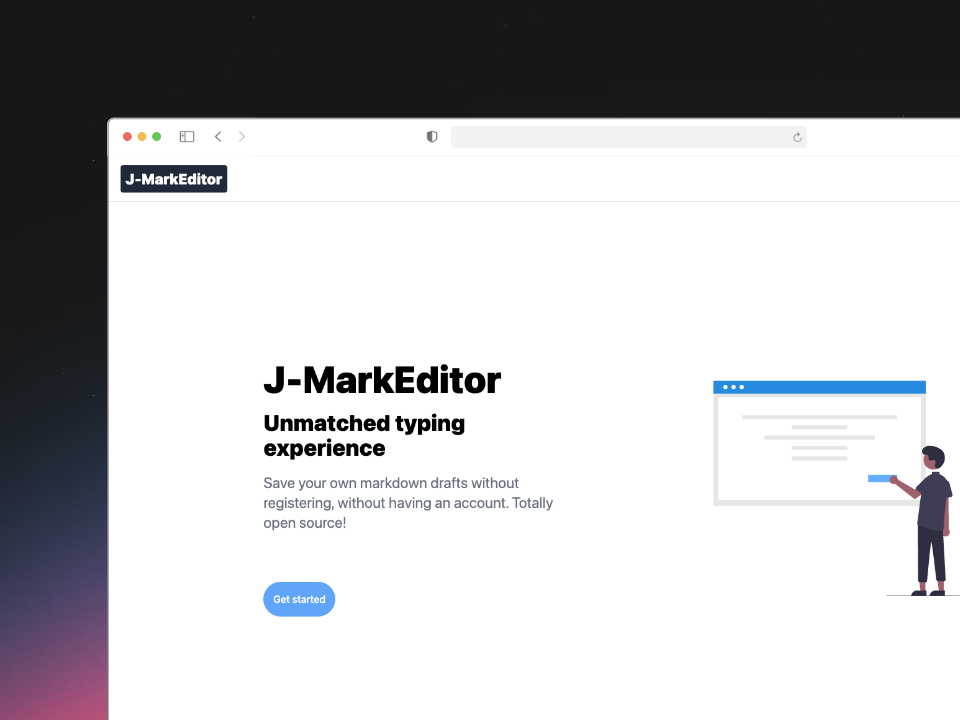 J-MarkEditor
J-MarkEditor
Unmatched typing
experience
Save your own markdown drafts without
registering, without having an account. Totally
open source!
Get started